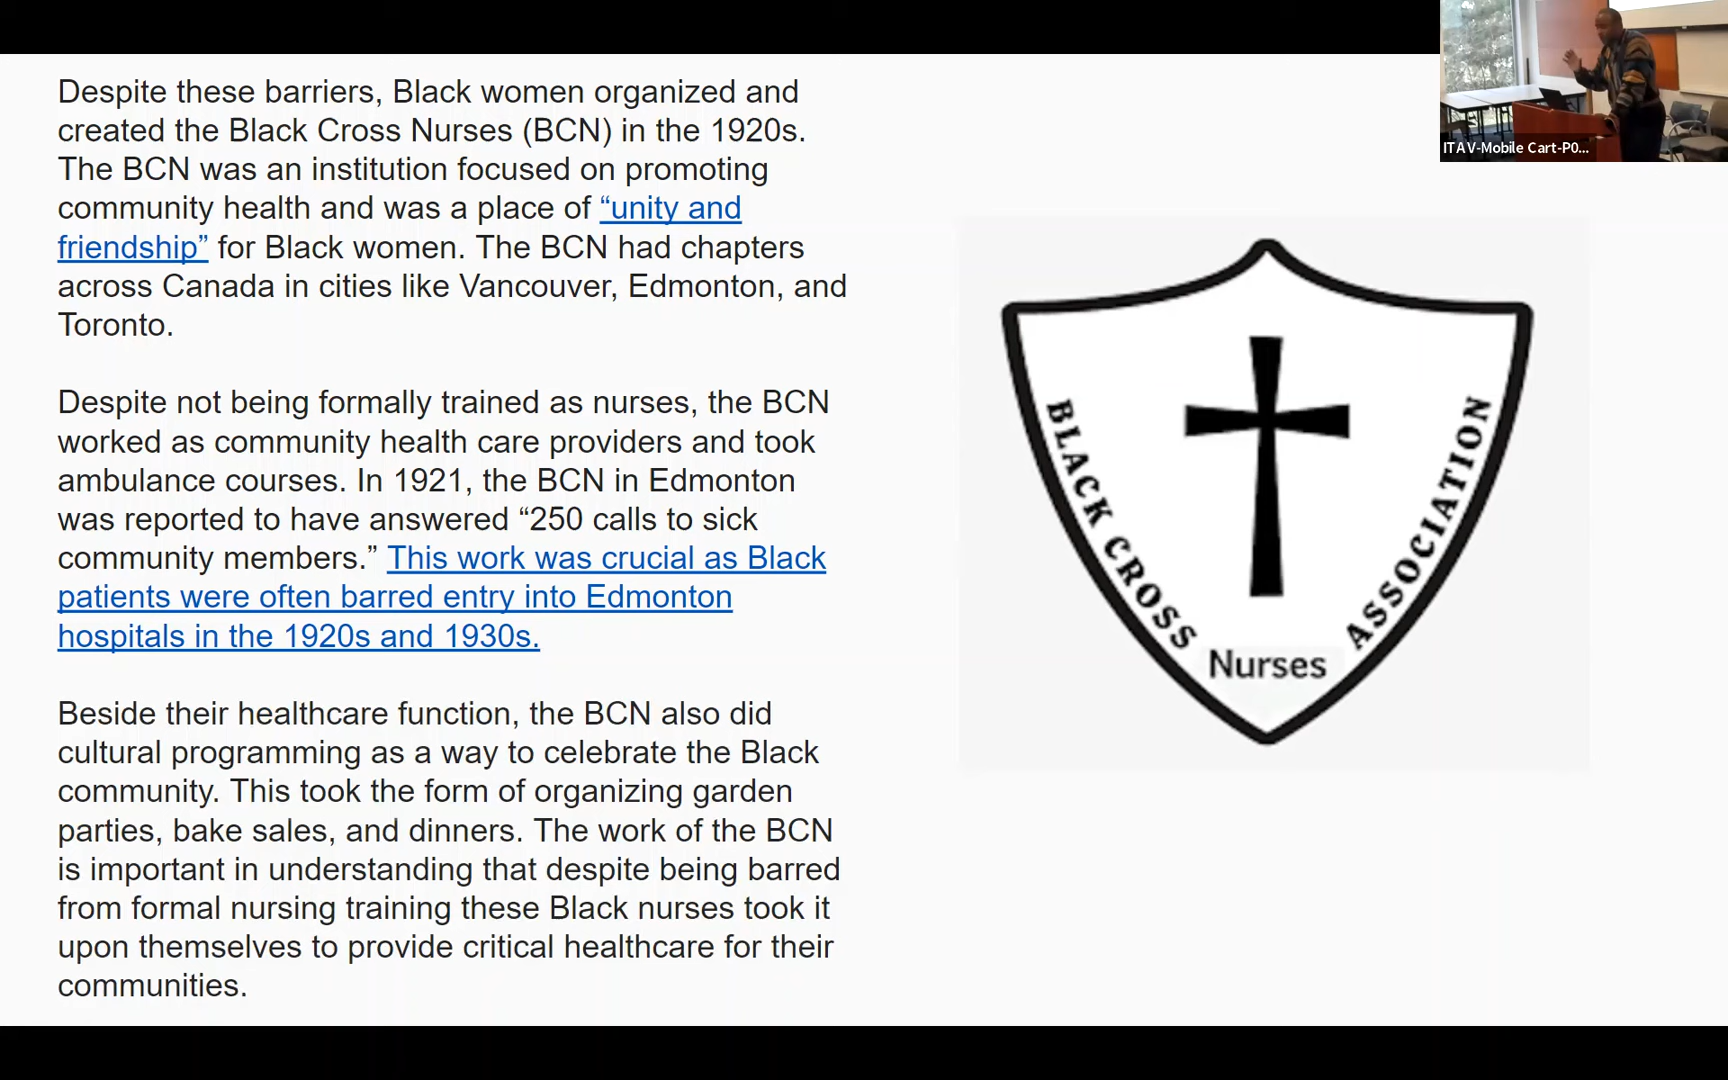 Despite these barriers, Black women organized and
created the Black Cross Nurses (BCN) in the 1920s.
The BCN was an institution focused on promoting
community health and was a place of “unity and
friendship” for Black women. The BCN had chapters
across Canada in cities like Vancouver, Edmonton, and
Toronto.
Despite not being formally trained as nurses, the BCN
worked as community health care providers and took
ambulance courses. In 1921, the BCN in Edmonton
was reported to have answered “250 calls to sick
community members.” This work was crucial as Black
patients were often barred entry into Edmonton
hospitals in the 1920s and 1930s.
Beside their healthcare function, the BCN also did
cultural programming as a way to celebrate the Black
community. This took the form of organizing garden
parties, bake sales, and dinners. The work of the BCN
is important in understanding that despite being barred
from formal nursing training these Black nurses took it
upon themselves to provide critical healthcare for their
communities.
BLACK CROSS
Nurses
ASSOCIATION
ITAV-Mobile Cart-P0...